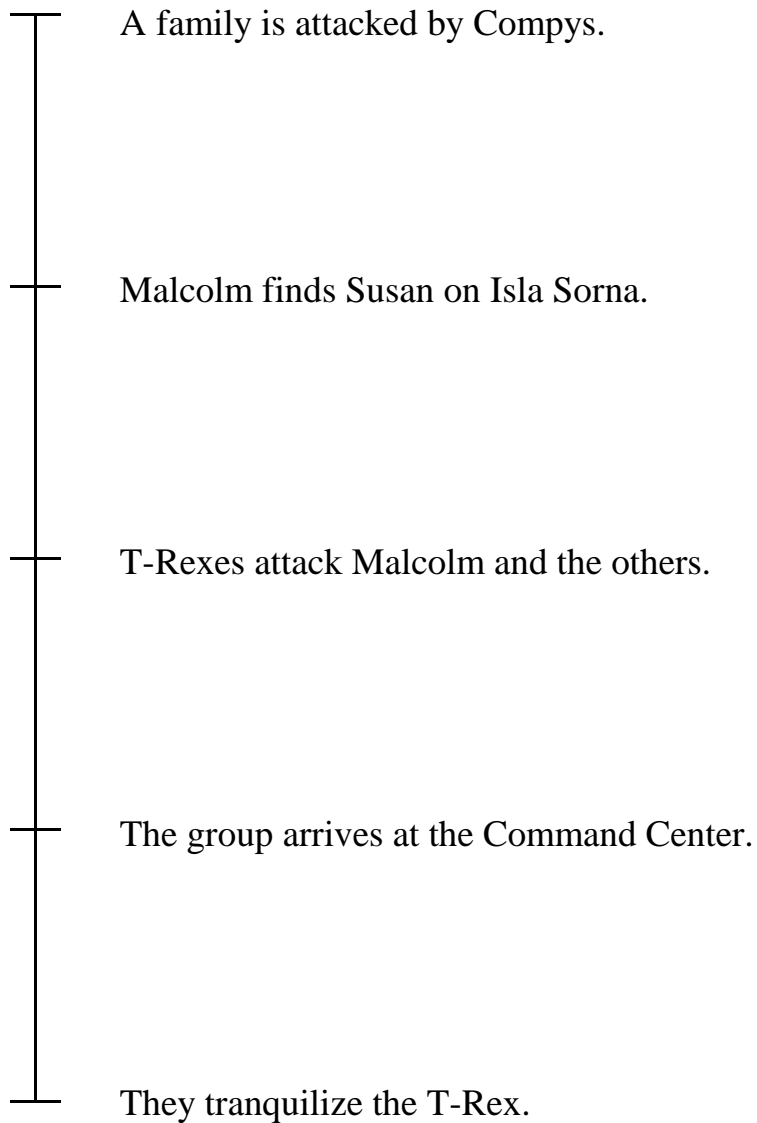 A family is attacked by Compys.
Malcolm finds Susan on Isla Sorna.
T-Rexes attack Malcolm and the others.
The group arrives at the Command Center.
They tranquilize the T-Rex.